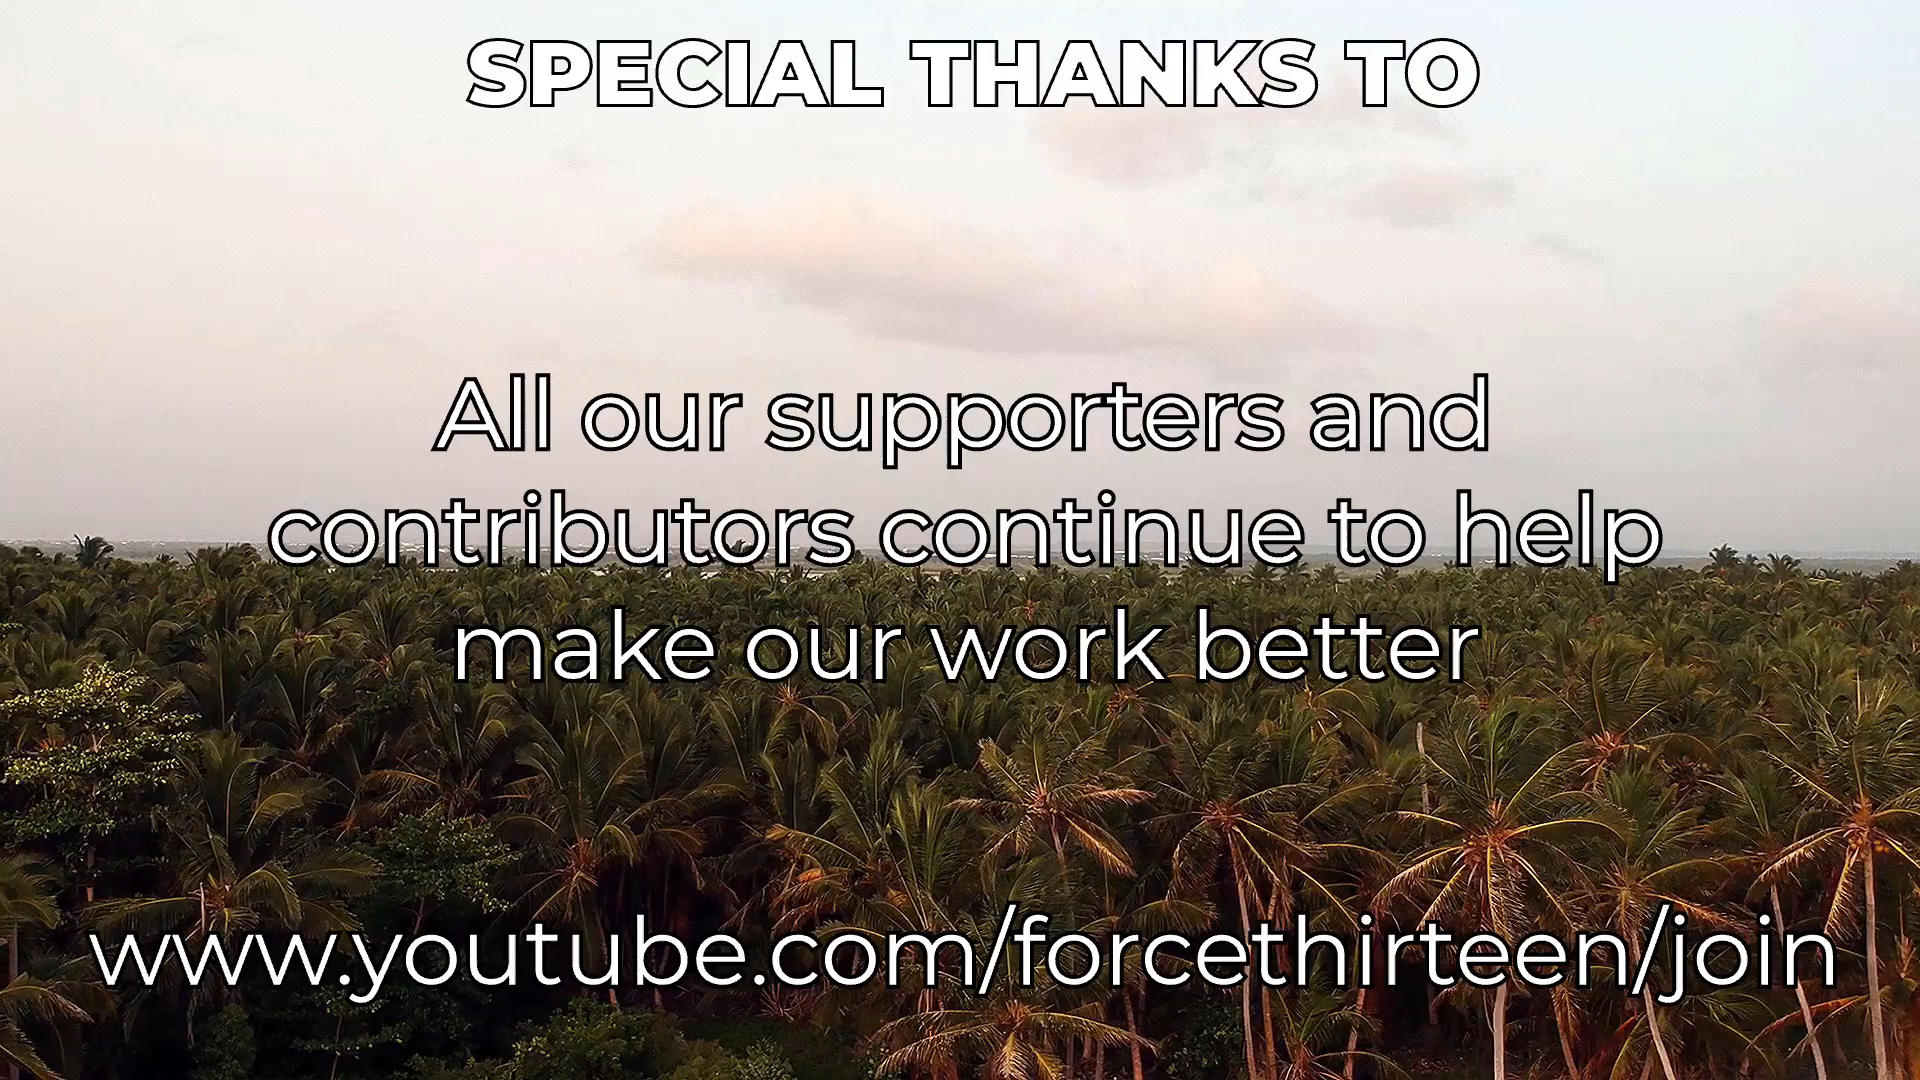 SPECIAL THANKS TO
All our supporters and
contributors continue to help
make our work better
www.youtube.com/forcethirteen/join